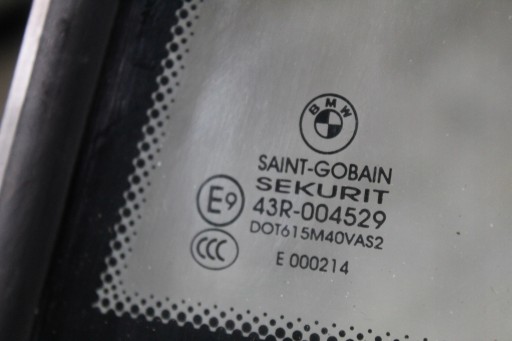 BMW
SAINT-GOBAIN
SEKURIT
E9 43R-004529
DOT615M40VAS2
CCC
E 000214